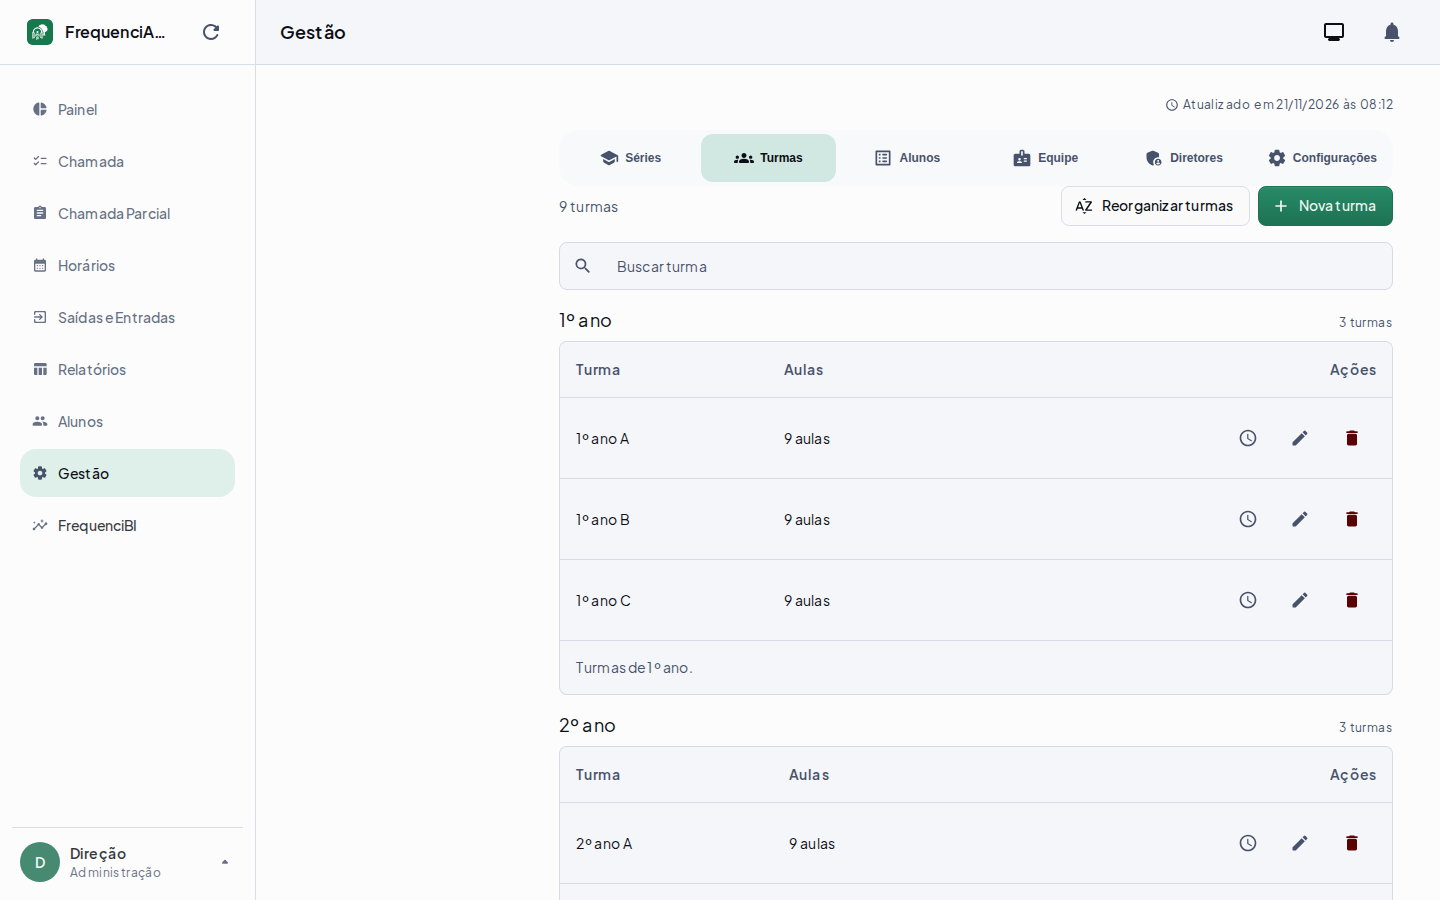 FrequenciA...
Gestão
Painel
Chamada
Chamada Parcial
Horários
Saídas e Entradas
Relatórios
Alunos
Gestão
FrequenciBI
D
Direção
Administração
Atualizado em 21/11/2026 às 08:12
Séries
Turmas
Alunos
Equipe
Diretores
Configurações
9 turmas
Reorganizar turmas
Nova turma
Buscar turma
1º ano
3 turmas
Turma Aulas Ações
1º ano A 9 aulas
1º ano B 9 aulas
1º ano C 9 aulas
Turmas de 1º ano.
2º ano
3 turmas
Turma Aulas Ações
2º ano A 9 aulas